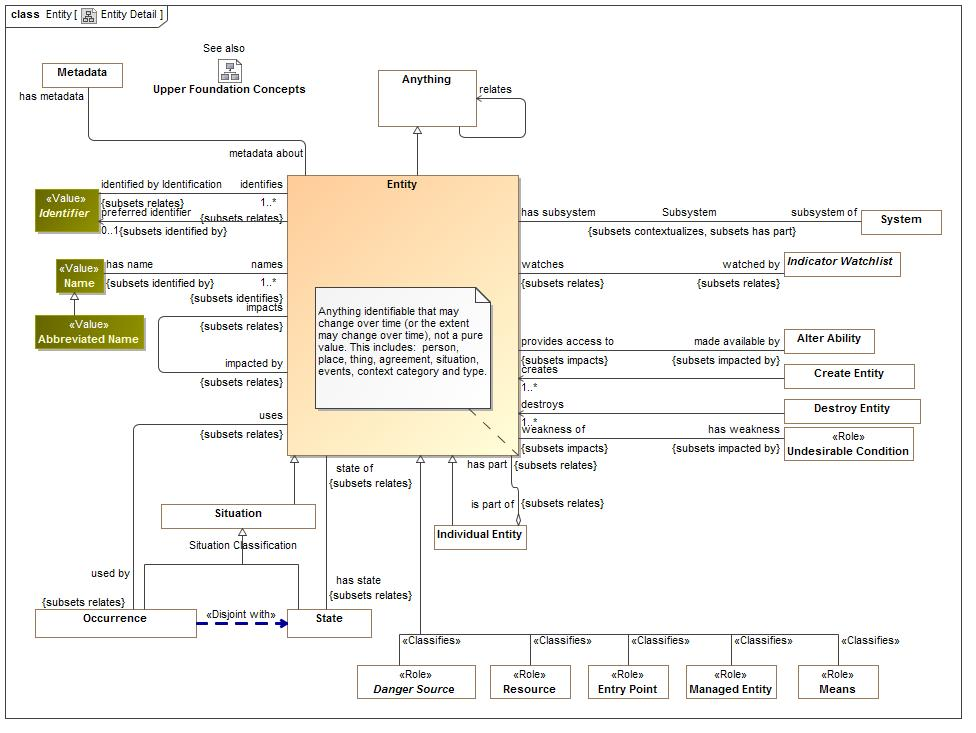 class Entity [ Entity Detail ]
See also
Upper Foundation Concepts
Metadata
has metadata
metadata about
Anything
relates
Entity
identified by Identification identifies
{subsets relates} 1..*
«Value»
Identifier
preferred identifier {subsets relates}
0..1 {subsets identified by}
«Value»
Name
has name names
{subsets identified by} 1..*
{subsets identifies}
«Value»
Abbreviated Name
impacts
{subsets relates}
impacted by
{subsets relates}
uses
{subsets relates}
Anything identifiable that may
change over time (or the extent
may change over time), not a pure
value. This includes: person,
place, thing, agreement, situation,
events, context category and type.
has subsystem Subsystem subsystem of
{subsets contextualizes, subsets has part}
System
watches watched by
{subsets relates} {subsets relates}
Indicator Watchlist
provides access to made available by
{subsets impacts} {subsets impacted by}
Alter Ability
creates
1..*
Create Entity
destroys
1..*
Destroy Entity
weakness of has weakness
{subsets impacts} {subsets impacted by}
«Role»
Undesirable Condition
has part {subsets relates}
is part of {subsets relates}
Individual Entity
state of
{subsets relates}
Situation
Situation Classification
used by
{subsets relates}
has state
{subsets relates}
Occurrence
«Disjoint with»
State
«Classifies» «Classifies» «Classifies» «Classifies» «Classifies»
«Role»
Danger Source
«Role»
Resource
«Role»
Entry Point
«Role»
Managed Entity
«Role»
Means